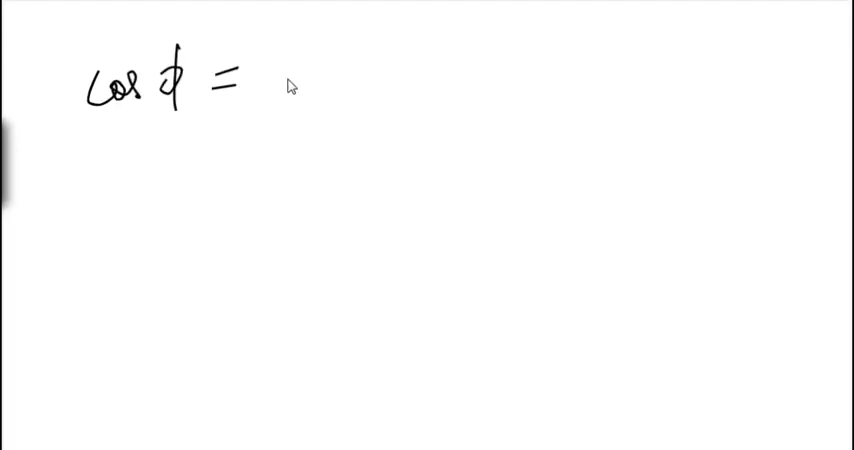 cos ϕ =